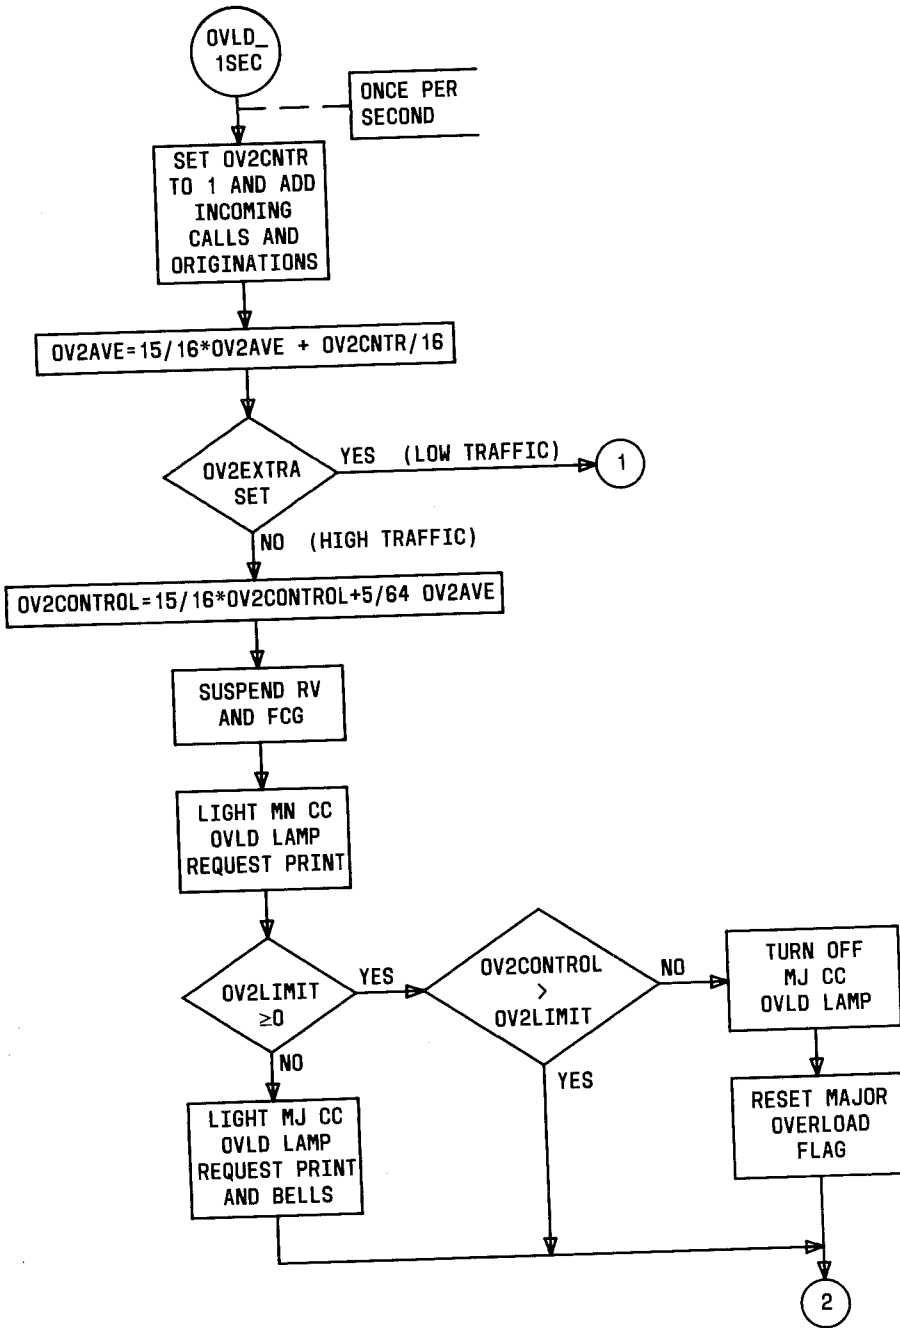 OVLD_
1SEC
ONCE PER
SECOND
SET OV2CNTR
TO 1 AND ADD
INCOMING
CALLS AND
ORIGINATIONS
OV2AVE=15/16*OV2AVE + OV2CNTR/16
OV2EXTRA
SET
YES (LOW TRAFFIC)
1
NO (HIGH TRAFFIC)
OV2CONTROL=15/16*OV2CONTROL+5/64 OV2AVE
SUSPEND RV
AND FCG
LIGHT MN CC
OVLD LAMP
REQUEST PRINT
OV2LIMIT
≥0
YES
NO
OV2CONTROL
>
OV2LIMIT
NO
YES
TURN OFF
MJ CC
OVLD LAMP
LIGHT MJ CC
OVLD LAMP
REQUEST PRINT
AND BELLS
RESET MAJOR
OVERLOAD
FLAG
2